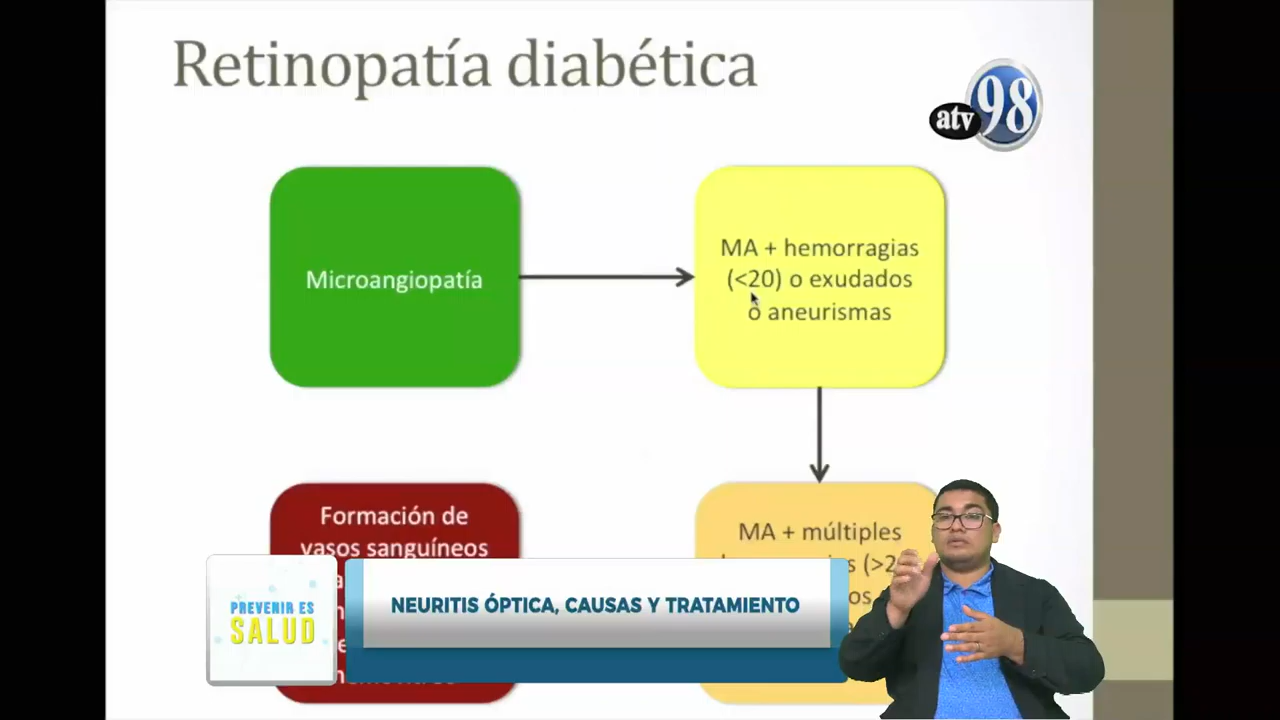 Retinopatía diabética
atv 98
Microangiopatía
MA + hemorragias
(<20) o exudados
o aneurismas
Formación de
vasos sanguíneos
MA + múltiples
PREVENIR ES
SALUD
NEURITIS ÓPTICA, CAUSAS Y TRATAMIENTO